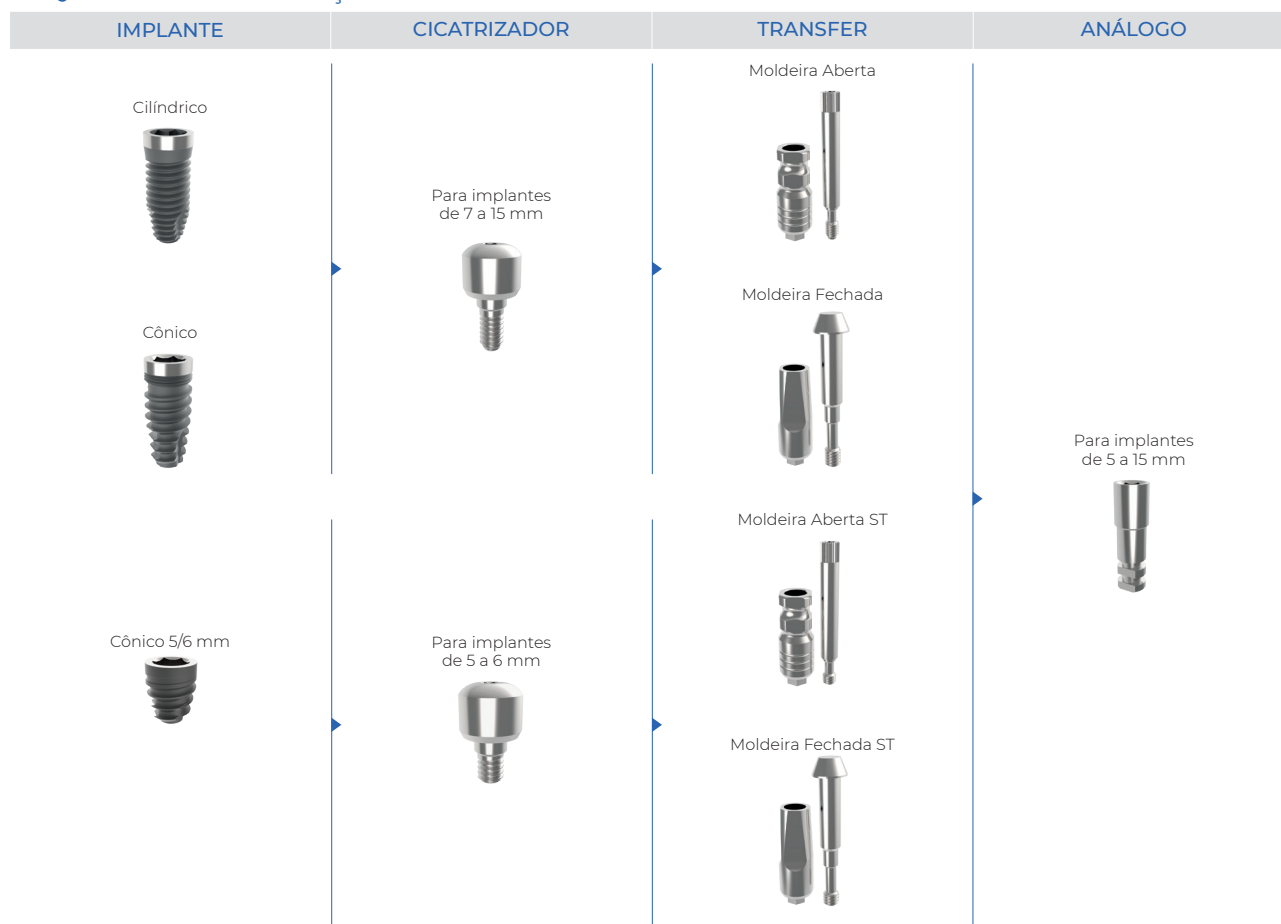 IMPLANTE
CICATRIZADOR
TRANSFER
ANÁLOGO
Cilíndrico
Cônico
Para implantes
de 7 a 15 mm
Moldeira Aberta
Moldeira Fechada
Para implantes
de 5 a 15 mm
Cônico 5/6 mm
Para implantes
de 5 a 6 mm
Moldeira Aberta ST
Moldeira Fechada ST